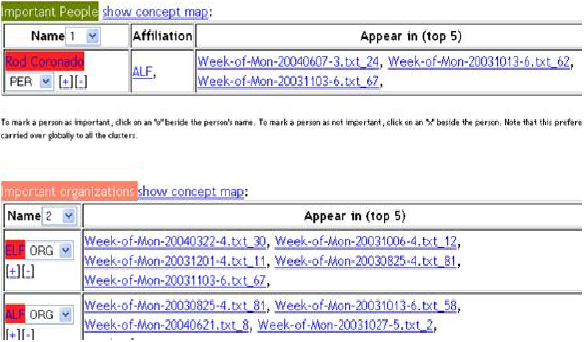 Important People show concept map:
Name 1 Affiliation Appear in (top 5)
Rod Coronado
PER [+][-]
ALF,
Week-of-Mon-20040607-3.txt_24, Week-of-Mon-20031013-6.txt_62,
Week-of-Mon-20031103-6.txt_67,
To mark a person as important, click on an "o" beside the person's name. To mark a person as not important, click on an "x" beside the person. Note that this prefere
carried over globally to all the clusters.
Important organizations show concept map:
Name 2 Appear in (top 5)
ELF ORG
[+][-]
Week-of-Mon-20040322-4.txt_30, Week-of-Mon-20031006-4.txt_12,
Week-of-Mon-20031201-4.txt_11, Week-of-Mon-20030825-4.txt_81,
Week-of-Mon-20031103-6.txt_67,
ALF ORG
[+][-]
Week-of-Mon-20030825-4.txt_81, Week-of-Mon-20031013-6.txt_58,
Week-of-Mon-20040621.txt_8, Week-of-Mon-20031027-5.txt_2,